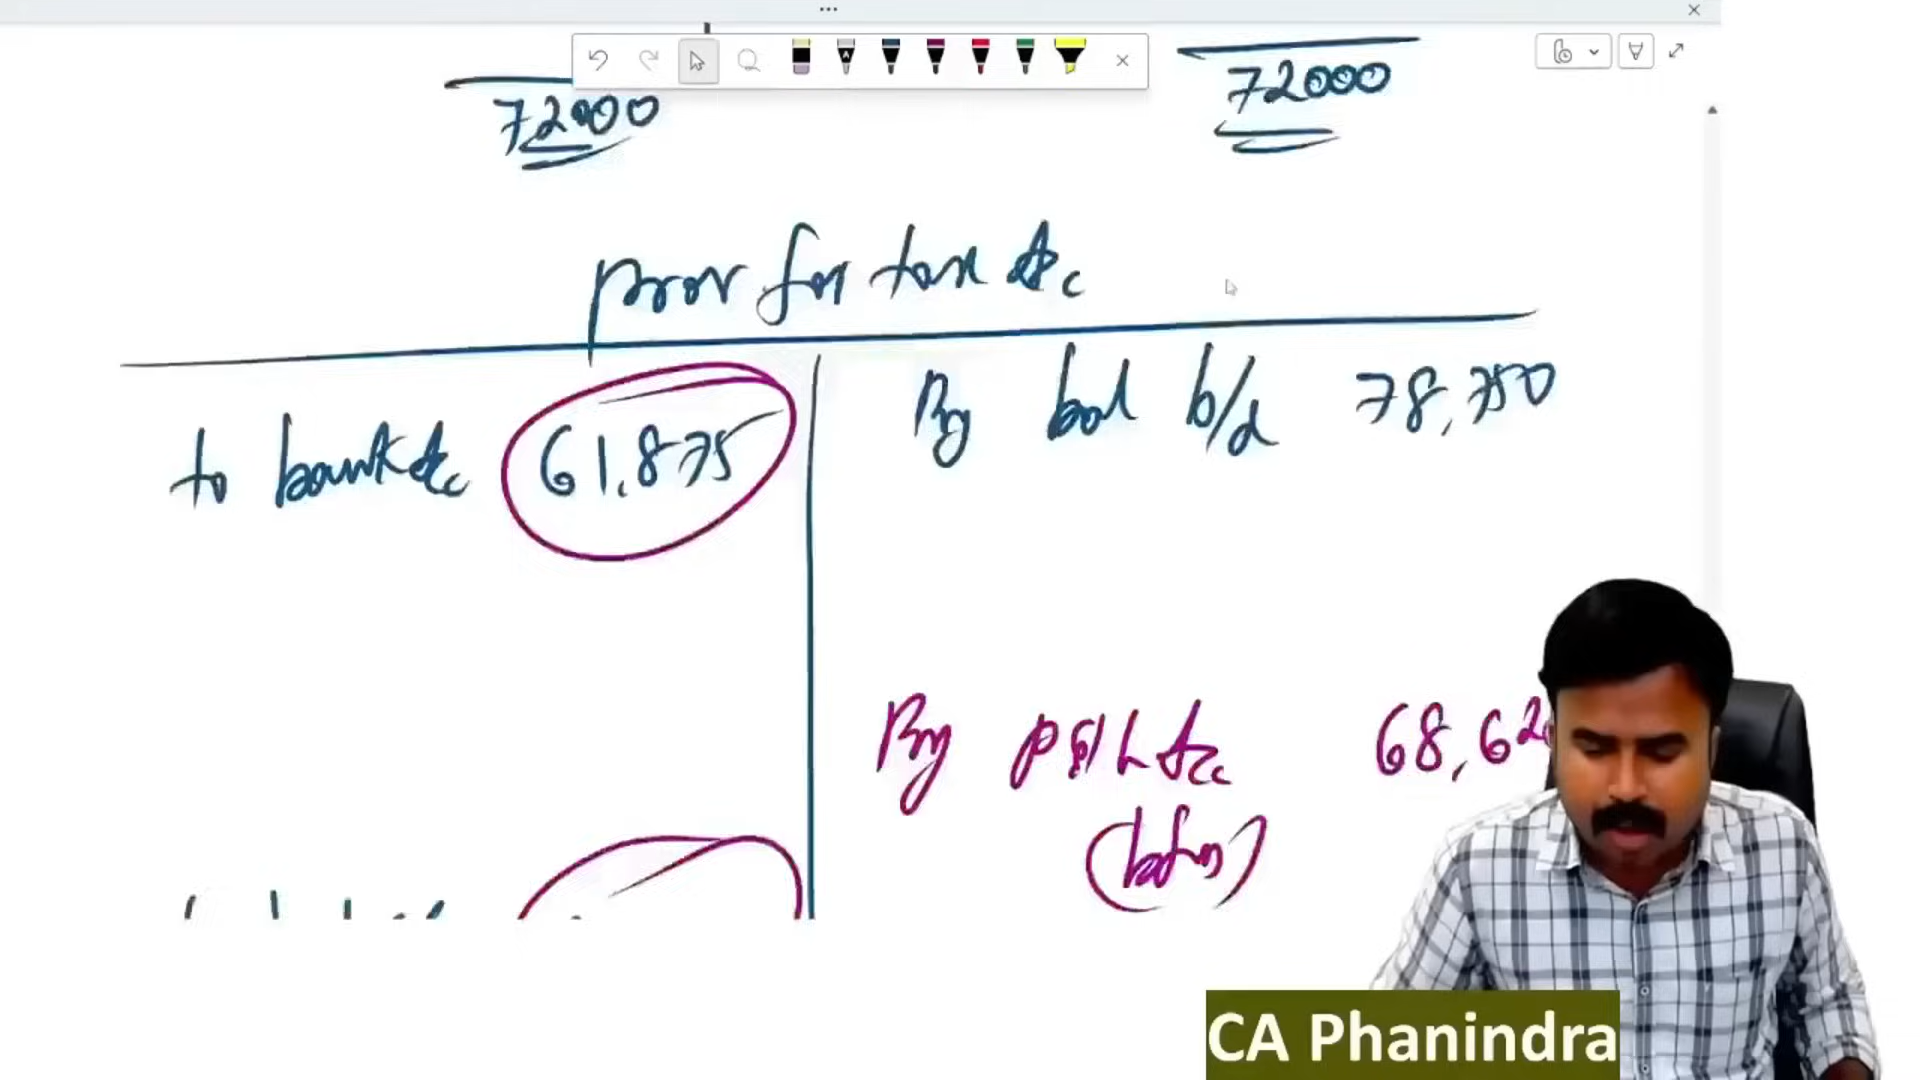 72000
72000
prov for tax A/c
By bal b/d 78,750
to bank A/c 61,875
By P&L A/c 68,62
(bal fig)
CA Phanindra